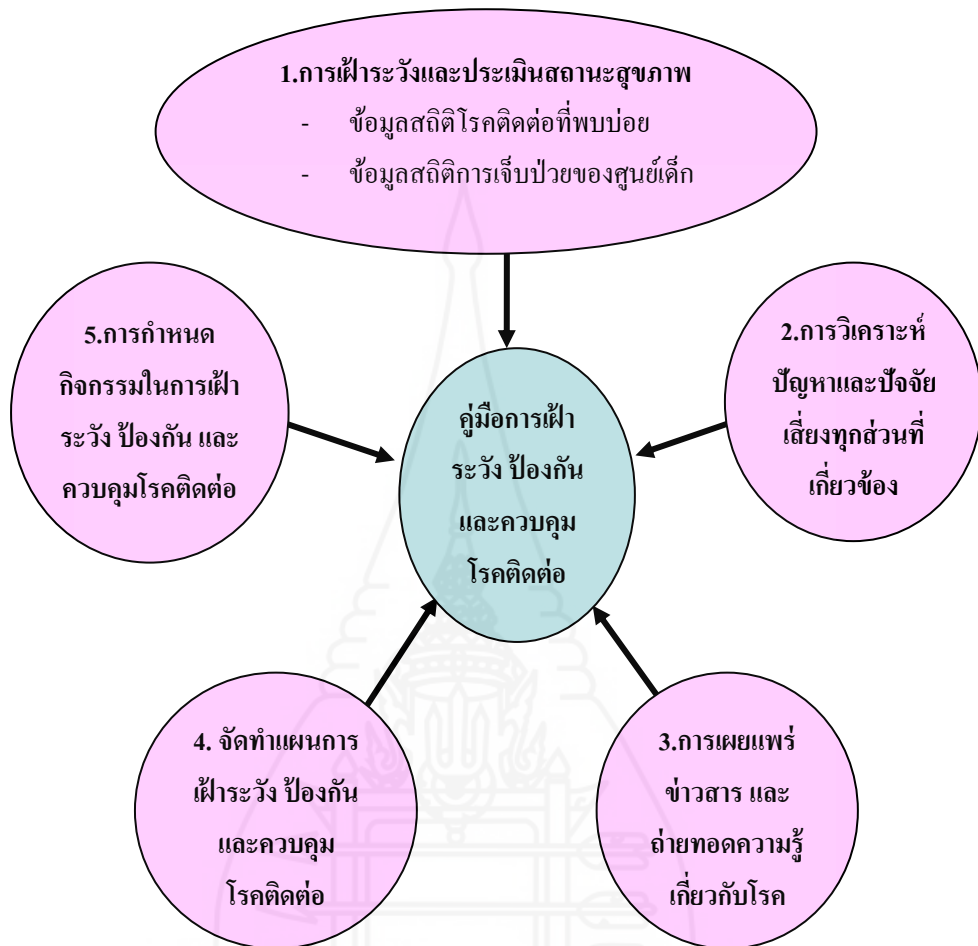 1.การเฝ้าระวังและประเมินสถานะสุขภาพ
- ข้อมูลสถิติโรคติดต่อที่พบบ่อย
- ข้อมูลสถิติการเจ็บป่วยของศูนย์เด็ก
2.การวิเคราะห์
ปัญหาและปัจจัย
เสี่ยงทุกส่วนที่
เกี่ยวข้อง
3.การเผยแพร่
ข่าวสาร และ
ถ่ายทอดความรู้
เกี่ยวกับโรค
4. จัดทำแผนการ
เฝ้าระวัง ป้องกัน
และควบคุม
โรคติดต่อ
5.การกำหนด
กิจกรรมในการเฝ้า
ระวัง ป้องกัน และ
ควบคุมโรคติดต่อ
คู่มือการเฝ้า
ระวัง ป้องกัน
และควบคุม
โรคติดต่อ